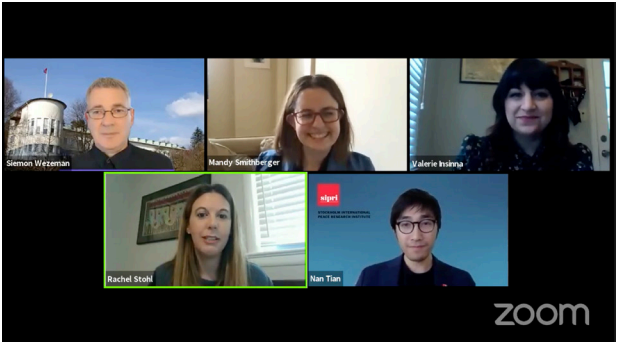 Siemon Wezeman
Mandy Smithberger
Valerie Insinna
Rachel Stohl
sipri
STOCKHOLM INTERNATIONAL
PEACE RESEARCH INSTITUTE
Nan Tian
zoom